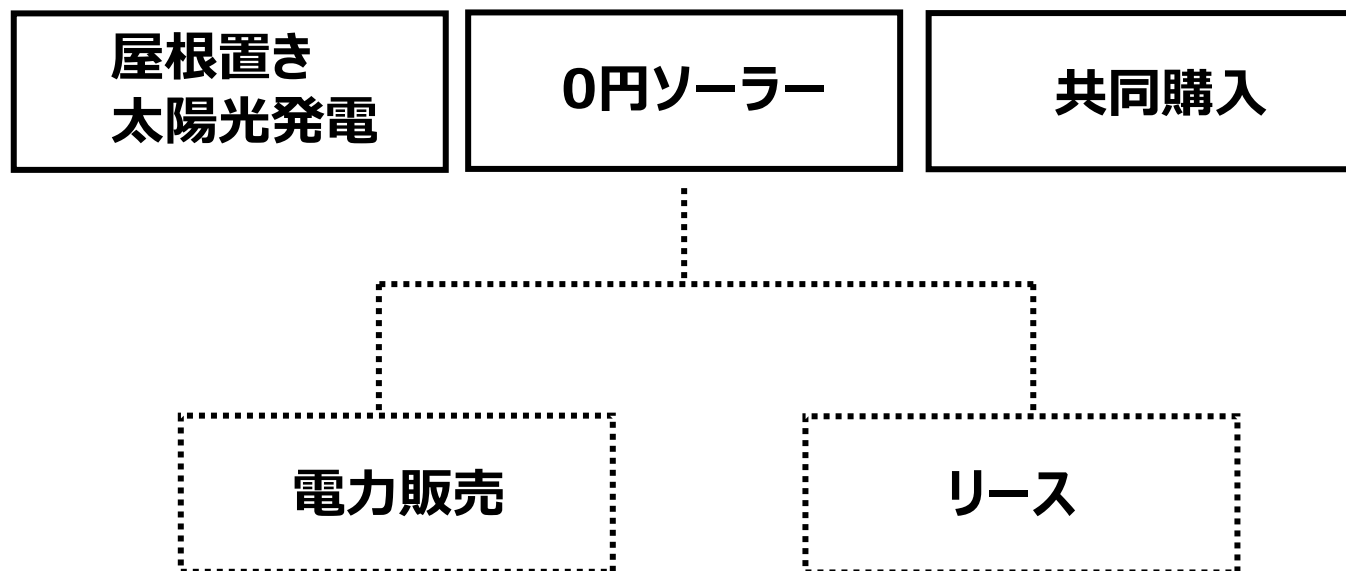 屋根置き
太陽光発電
0円ソーラー
共同購入
電力販売
リース